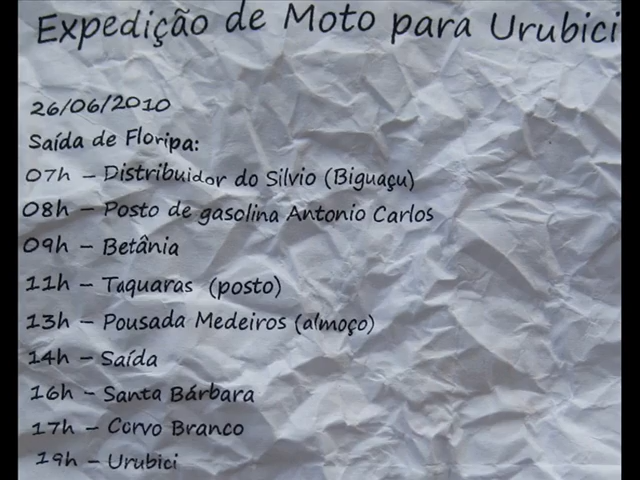 Expedição de Moto para Urubici
26/06/2010
Saída de Floripa:
07h – Distribuidor do Silvio (Biguaçu)
08h – Posto de gasolina Antonio Carlos
09h – Betânia
11h – Taquaras (posto)
13h – Pousada Medeiros (almoço)
14h – Saída
16h – Santa Bárbara
17h – Corvo Branco
19h – Urubici